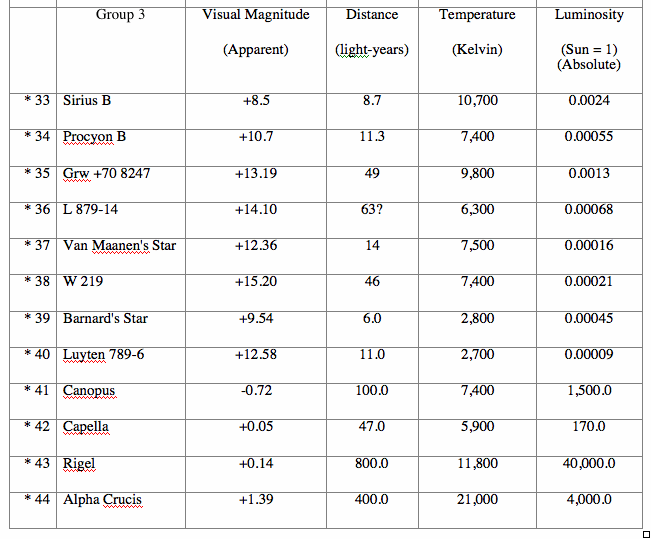 Group 3 Visual Magnitude Distance Temperature Luminosity
(Apparent) (light-years) (Kelvin) (Sun = 1)
(Absolute)
* 33 Sirius B +8.5 8.7 10,700 0.0024
* 34 Procyon B +10.7 11.3 7,400 0.00055
* 35 Grw +70 8247 +13.19 49 9,800 0.0013
* 36 L 879-14 +14.10 63? 6,300 0.00068
* 37 Van Maanen's Star +12.36 14 7,500 0.00016
* 38 W 219 +15.20 46 7,400 0.00021
* 39 Barnard's Star +9.54 6.0 2,800 0.00045
* 40 Luyten 789-6 +12.58 11.0 2,700 0.00009
* 41 Canopus -0.72 100.0 7,400 1,500.0
* 42 Capella +0.05 47.0 5,900 170.0
* 43 Rigel +0.14 800.0 11,800 40,000.0
* 44 Alpha Crucis +1.39 400.0 21,000 4,000.0